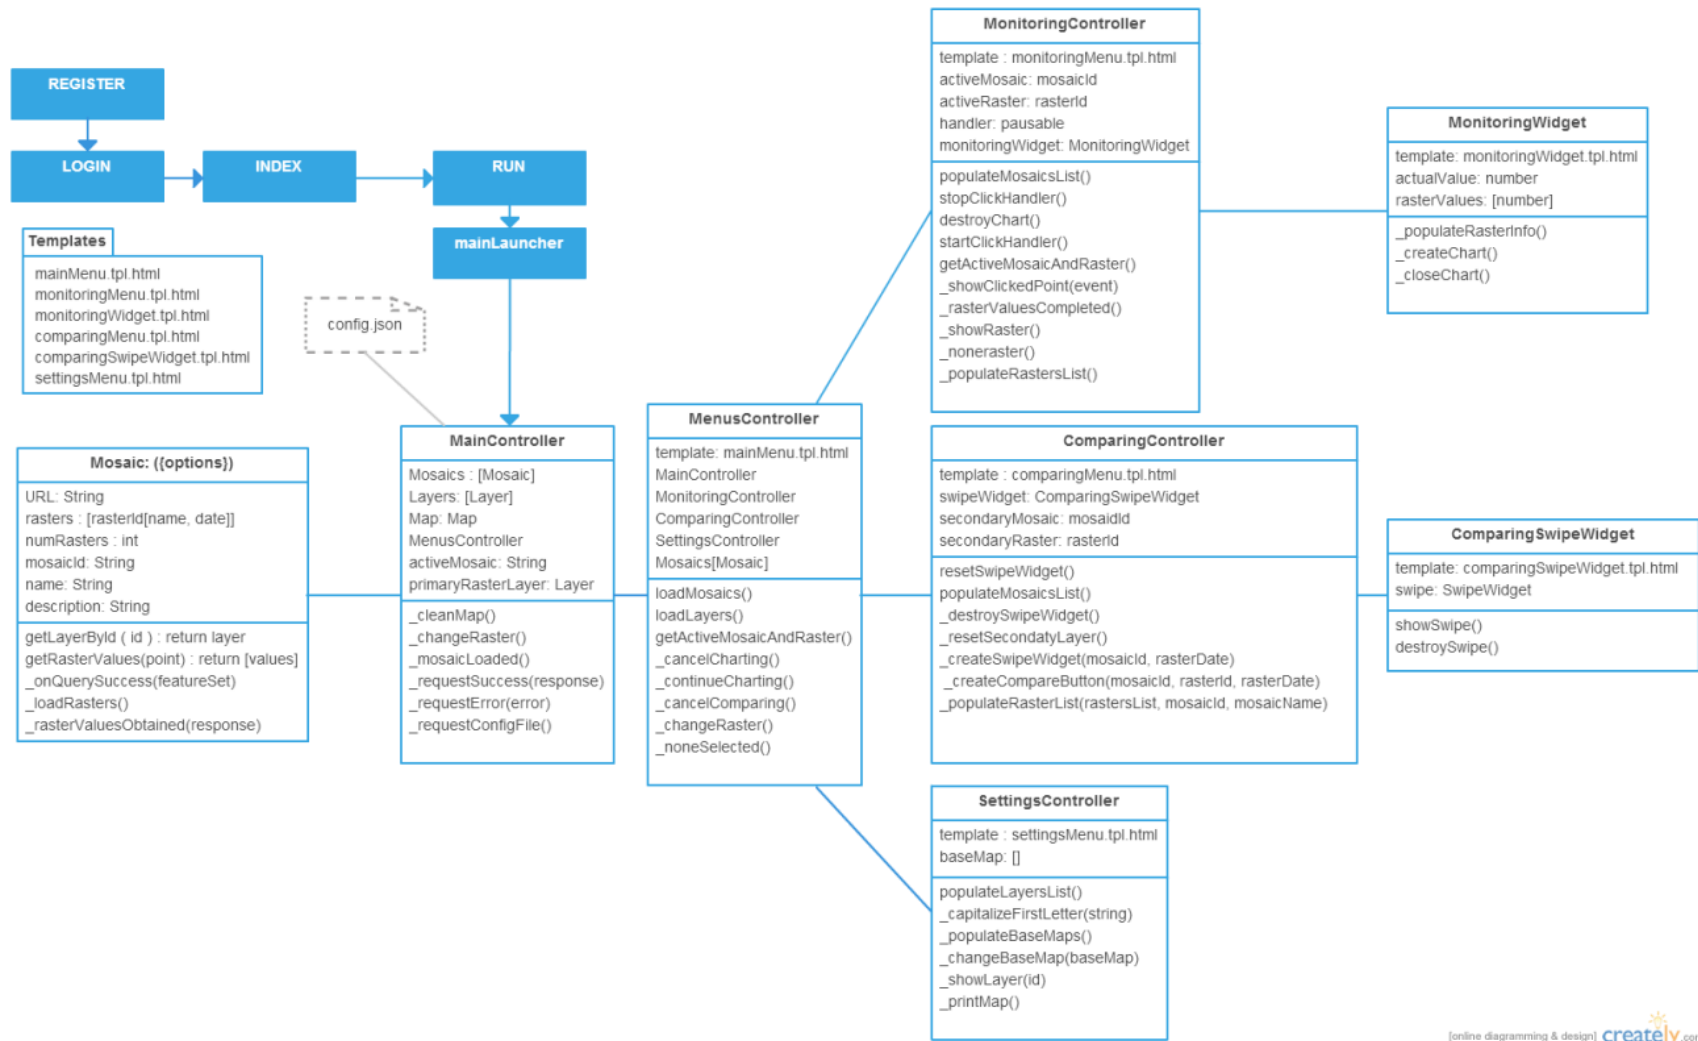 REGISTER
LOGIN
INDEX
RUN
mainLauncher
Templates
mainMenu.tpl.html
monitoringMenu.tpl.html
monitoringWidget.tpl.html
comparingMenu.tpl.html
comparingSwipeWidget.tpl.html
settingsMenu.tpl.html
config.json
Mosaic: ({options})
URL: String
rasters : [rasterId[name, date]]
numRasters : int
mosaicId: String
name: String
description: String
getLayerById ( id ) : return layer
getRasterValues(point) : return [values]
_onQuerySuccess(featureSet)
_loadRasters()
_rasterValuesObtained(response)
MainController
Mosaics : [Mosaic]
Layers: [Layer]
Map: Map
MenusController
activeMosaic: String
primaryRasterLayer: Layer
_cleanMap()
_changeRaster()
_mosaicLoaded()
_requestSuccess(response)
_requestError(error)
_requestConfigFile()
MenusController
template: mainMenu.tpl.html
MainController
MonitoringController
ComparingController
SettingsController
Mosaics[Mosaic]
loadMosaics()
loadLayers()
getActiveMosaicAndRaster()
_cancelCharting()
_continueCharting()
_cancelComparing()
_changeRaster()
_noneSelected()
MonitoringController
template : monitoringMenu.tpl.html
activeMosaic: mosaicId
activeRaster: rasterId
handler: pausable
monitoringWidget: MonitoringWidget
populateMosaicsList()
stopClickHandler()
destroyChart()
startClickHandler()
getActiveMosaicAndRaster()
_showClickedPoint(event)
_rasterValuesCompleted()
_showRaster()
_noneraster()
_populateRastersList()
MonitoringWidget
template: monitoringWidget.tpl.html
actualValue: number
rasterValues: [number]
_populateRasterInfo()
_createChart()
_closeChart()
ComparingController
template : comparingMenu.tpl.html
swipeWidget: ComparingSwipeWidget
secondaryMosaic: mosaidId
secondaryRaster: rasterId
resetSwipeWidget()
populateMosaicsList()
_destroySwipeWidget()
_resetSecondatyLayer()
_createSwipeWidget(mosaicId, rasterDate)
_createCompareButton(mosaicId, rasterId, rasterDate)
_populateRasterList(rastersList, mosaicId, mosaicName)
ComparingSwipeWidget
template: comparingSwipeWidget.tpl.html
swipe: SwipeWidget
showSwipe()
destroySwipe()
SettingsController
template : settingsMenu.tpl.html
baseMap: []
populateLayersList()
_capitalizeFirstLetter(string)
_populateBaseMaps()
_changeBaseMap(baseMap)
_showLayer(id)
_printMap()
[online diagramming & design] creately.com